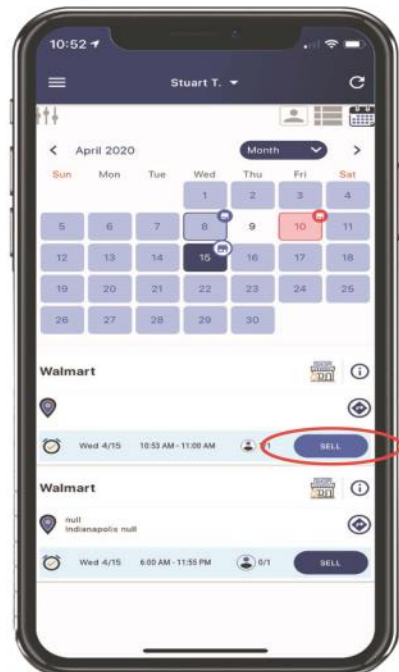 10:52
Stuart T.
April 2020
Month
Sun Mon Tue Wed Thu Fri Sat
1 2 3 4
5 6 7 8 9 10 11
12 13 14 15 16 17 18
19 20 21 22 23 24 25
26 27 28 29 30
Walmart
Wed 4/15 10:53 AM - 11:00 AM /1 SELL
Walmart
null
Indianapolis null
Wed 4/15 6:00 AM - 11:55 PM 0/1 SELL